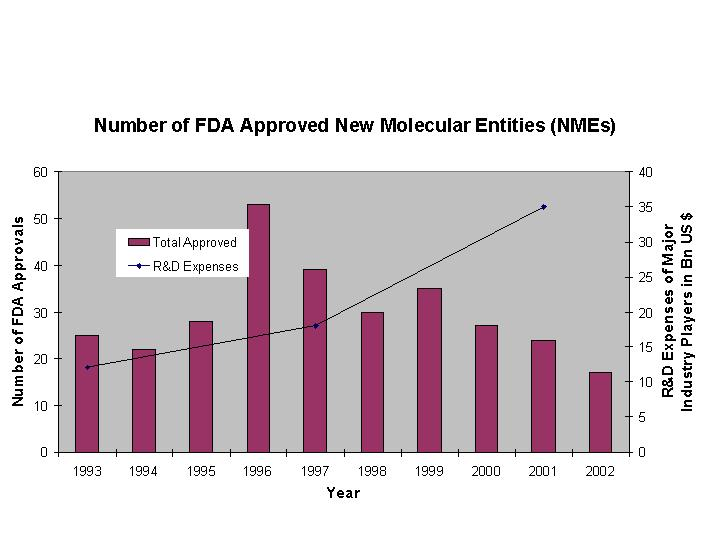 Number of FDA Approved New Molecular Entities (NMEs)
Number of FDA Approvals
60
50
40
30
20
10
0
Total Approved
R&D Expenses
40
35
30
25
20
15
10
5
0
R&D Expenses of Major
Industry Players in Bn US $
1993 1994 1995 1996 1997 1998 1999 2000 2001 2002
Year